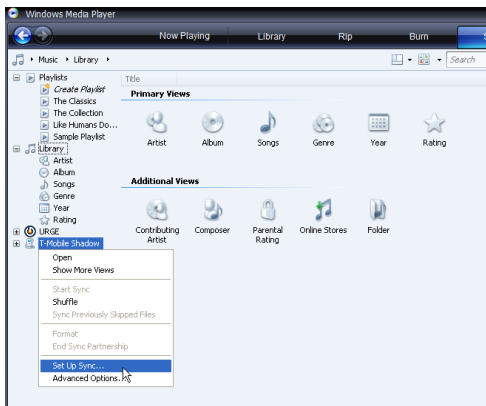 Windows Media Player
Now Playing Library Rip Burn S
Music Library Search
Playlists
Create Playlist
The Classics
The Collection
Like Humans Do...
Sample Playlist
Library
Artist
Album
Songs
Genre
Year
Rating
URGE
T-Mobile Shadow
Title
Primary Views
Artist Album Songs Genre Year Rating
Additional Views
Contributing Artist Composer Parental Rating Online Stores Folder
Open
Show More Views
Start Sync
Shuffle
Sync Previously Skipped Files
Format
End Sync Partnership
Set Up Sync...
Advanced Options...